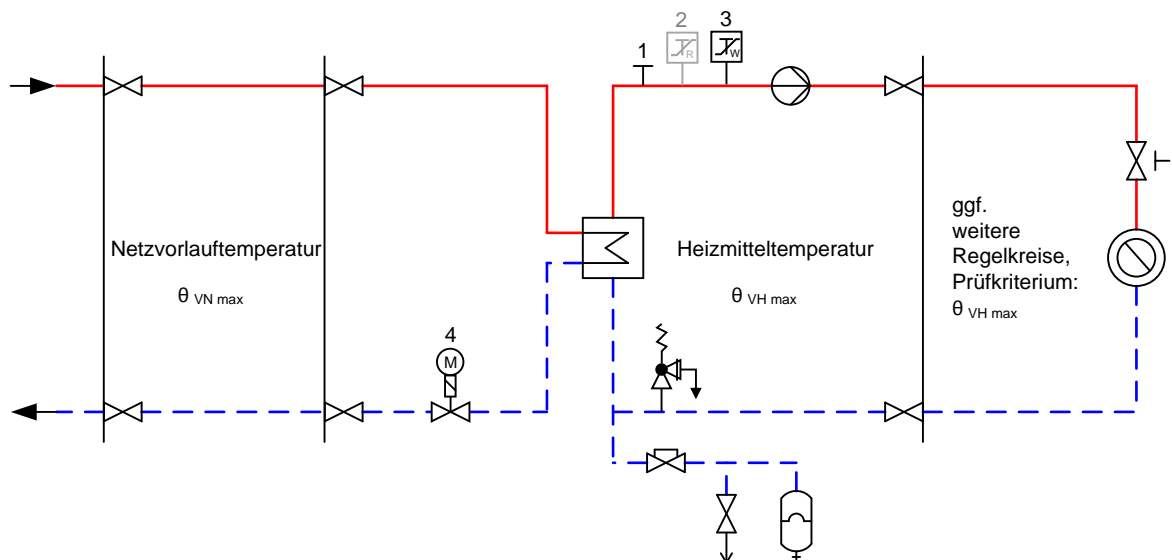 2
3
1
T R
T W
Netzvorlauftemperatur
θ VN max
Heizmitteltemperatur
θ VH max
ggf.
weitere
Regelkreise,
Prüfkriterium:
θ VH max
4
M